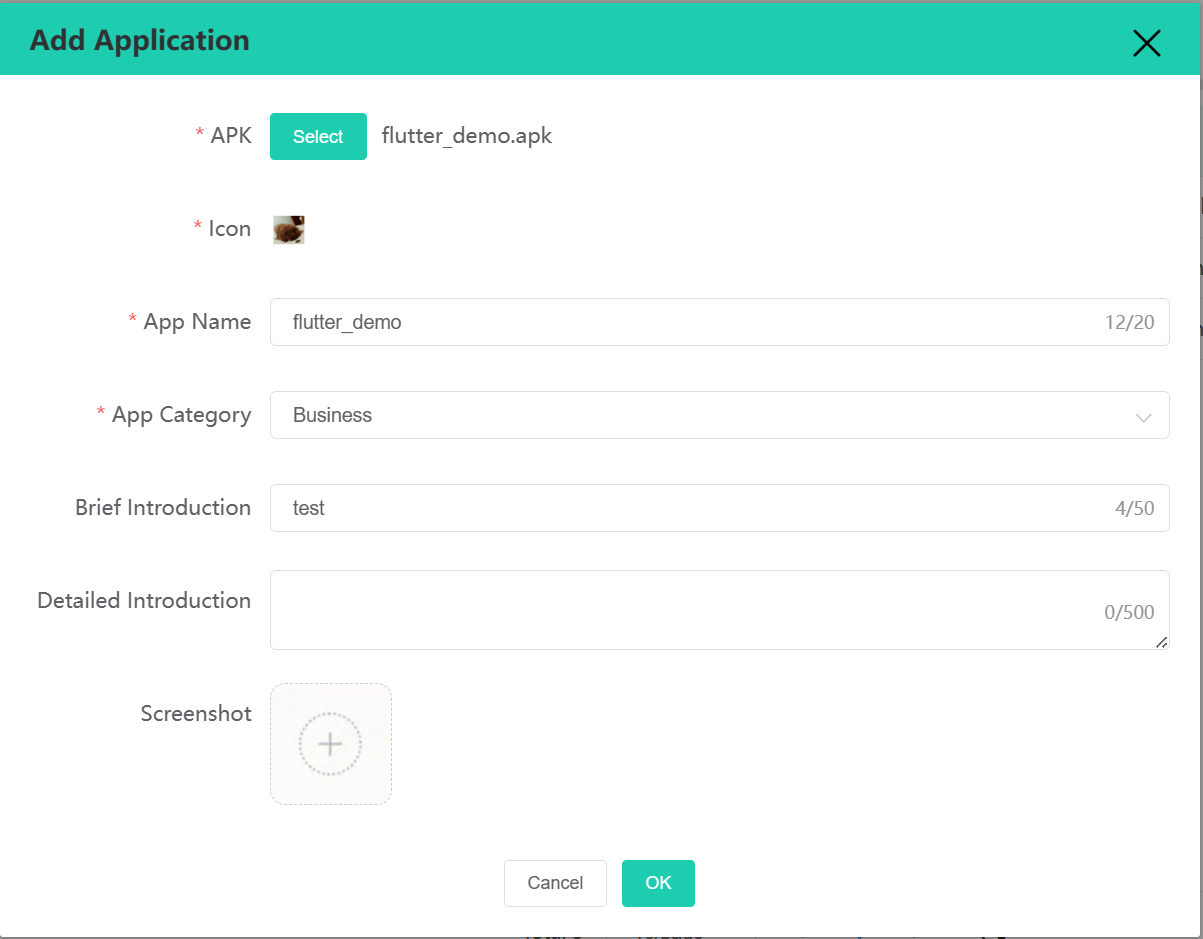 Add Application
* APK Select flutter_demo.apk
* Icon
* App Name flutter_demo 12/20
* App Category Business
Brief Introduction test 4/50
Detailed Introduction 0/500
Screenshot
Cancel OK